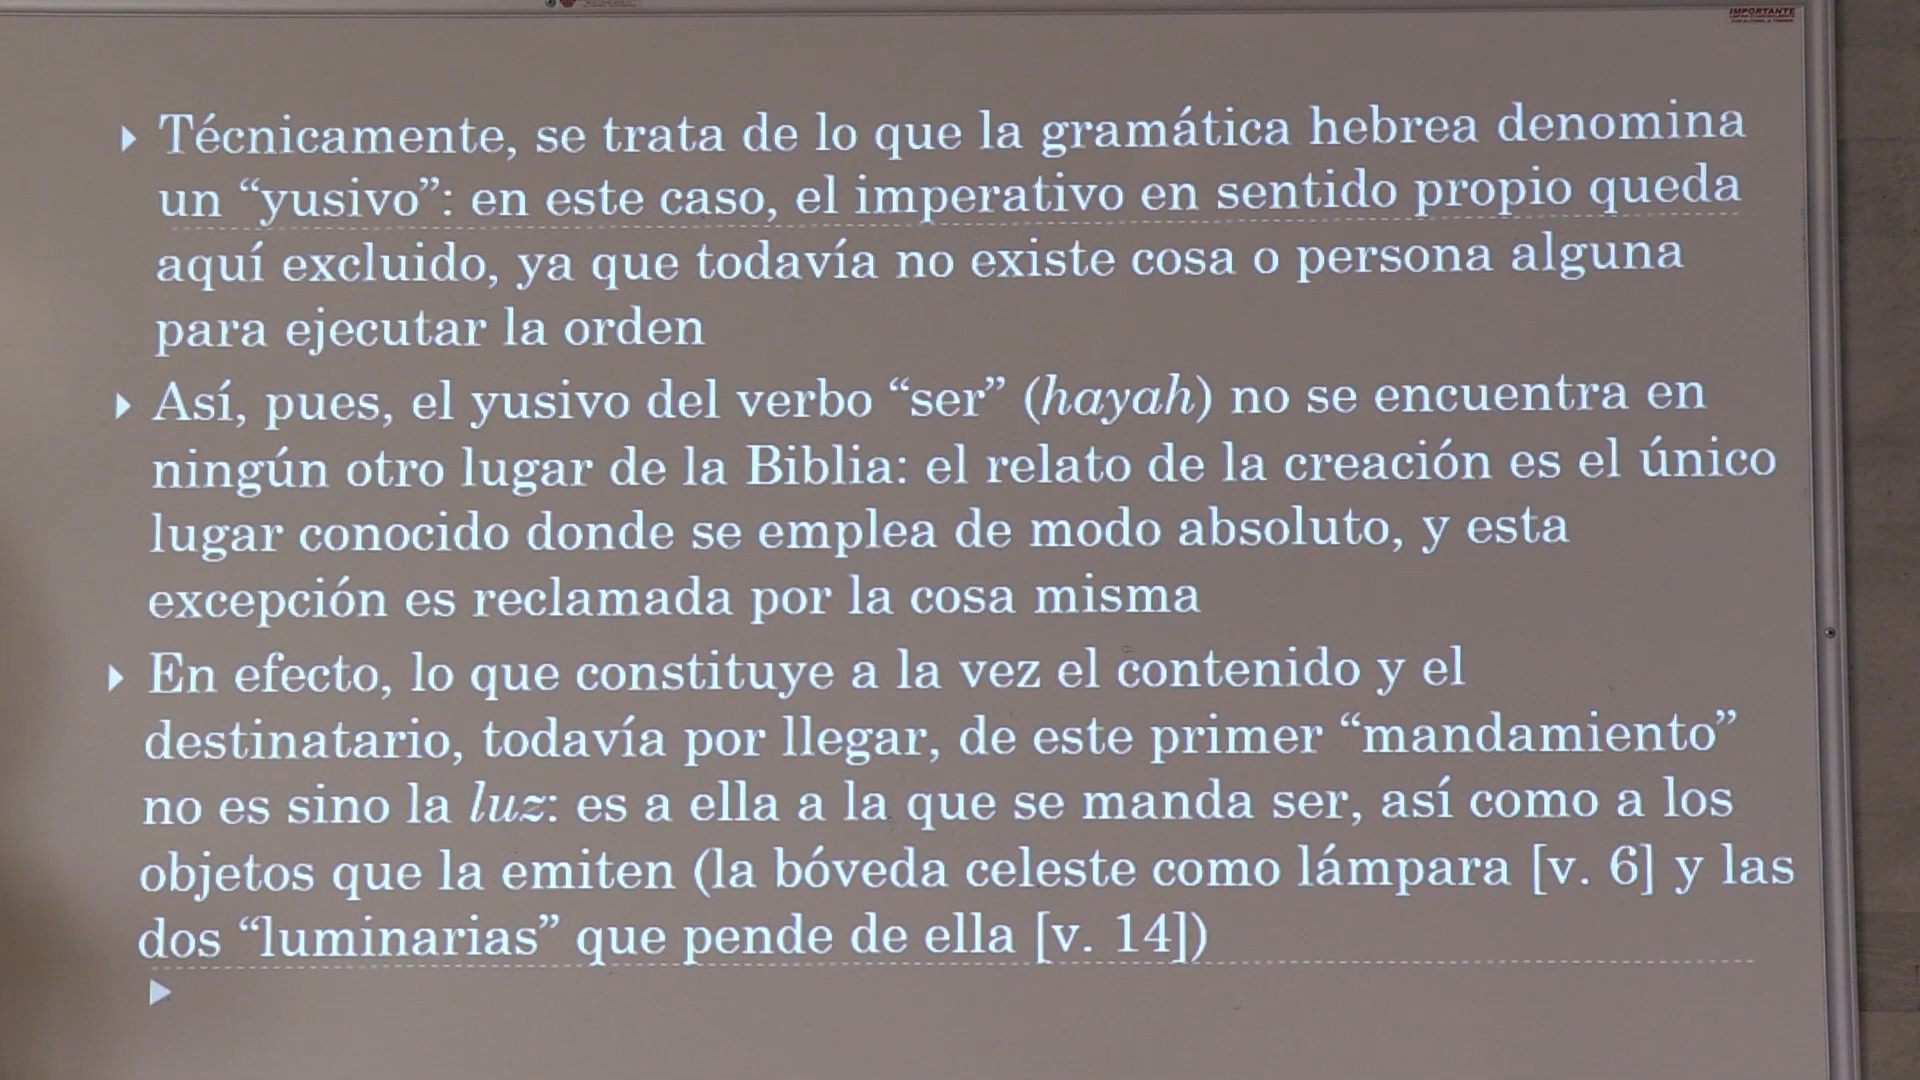 IMPORTANTE
Técnicamente, se trata de lo que la gramática hebrea denomina
un “yusivo”: en este caso, el imperativo en sentido propio queda
aquí excluido, ya que todavía no existe cosa o persona alguna
para ejecutar la orden
Así, pues, el yusivo del verbo “ser” (hayah) no se encuentra en
ningún otro lugar de la Biblia: el relato de la creación es el único
lugar conocido donde se emplea de modo absoluto, y esta
excepción es reclamada por la cosa misma
En efecto, lo que constituye a la vez el contenido y el
destinatario, todavía por llegar, de este primer “mandamiento”
no es sino la luz: es a ella a la que se manda ser, así como a los
objetos que la emiten (la bóveda celeste como lámpara [v. 6] y las
dos “luminarias” que pende de ella [v. 14])